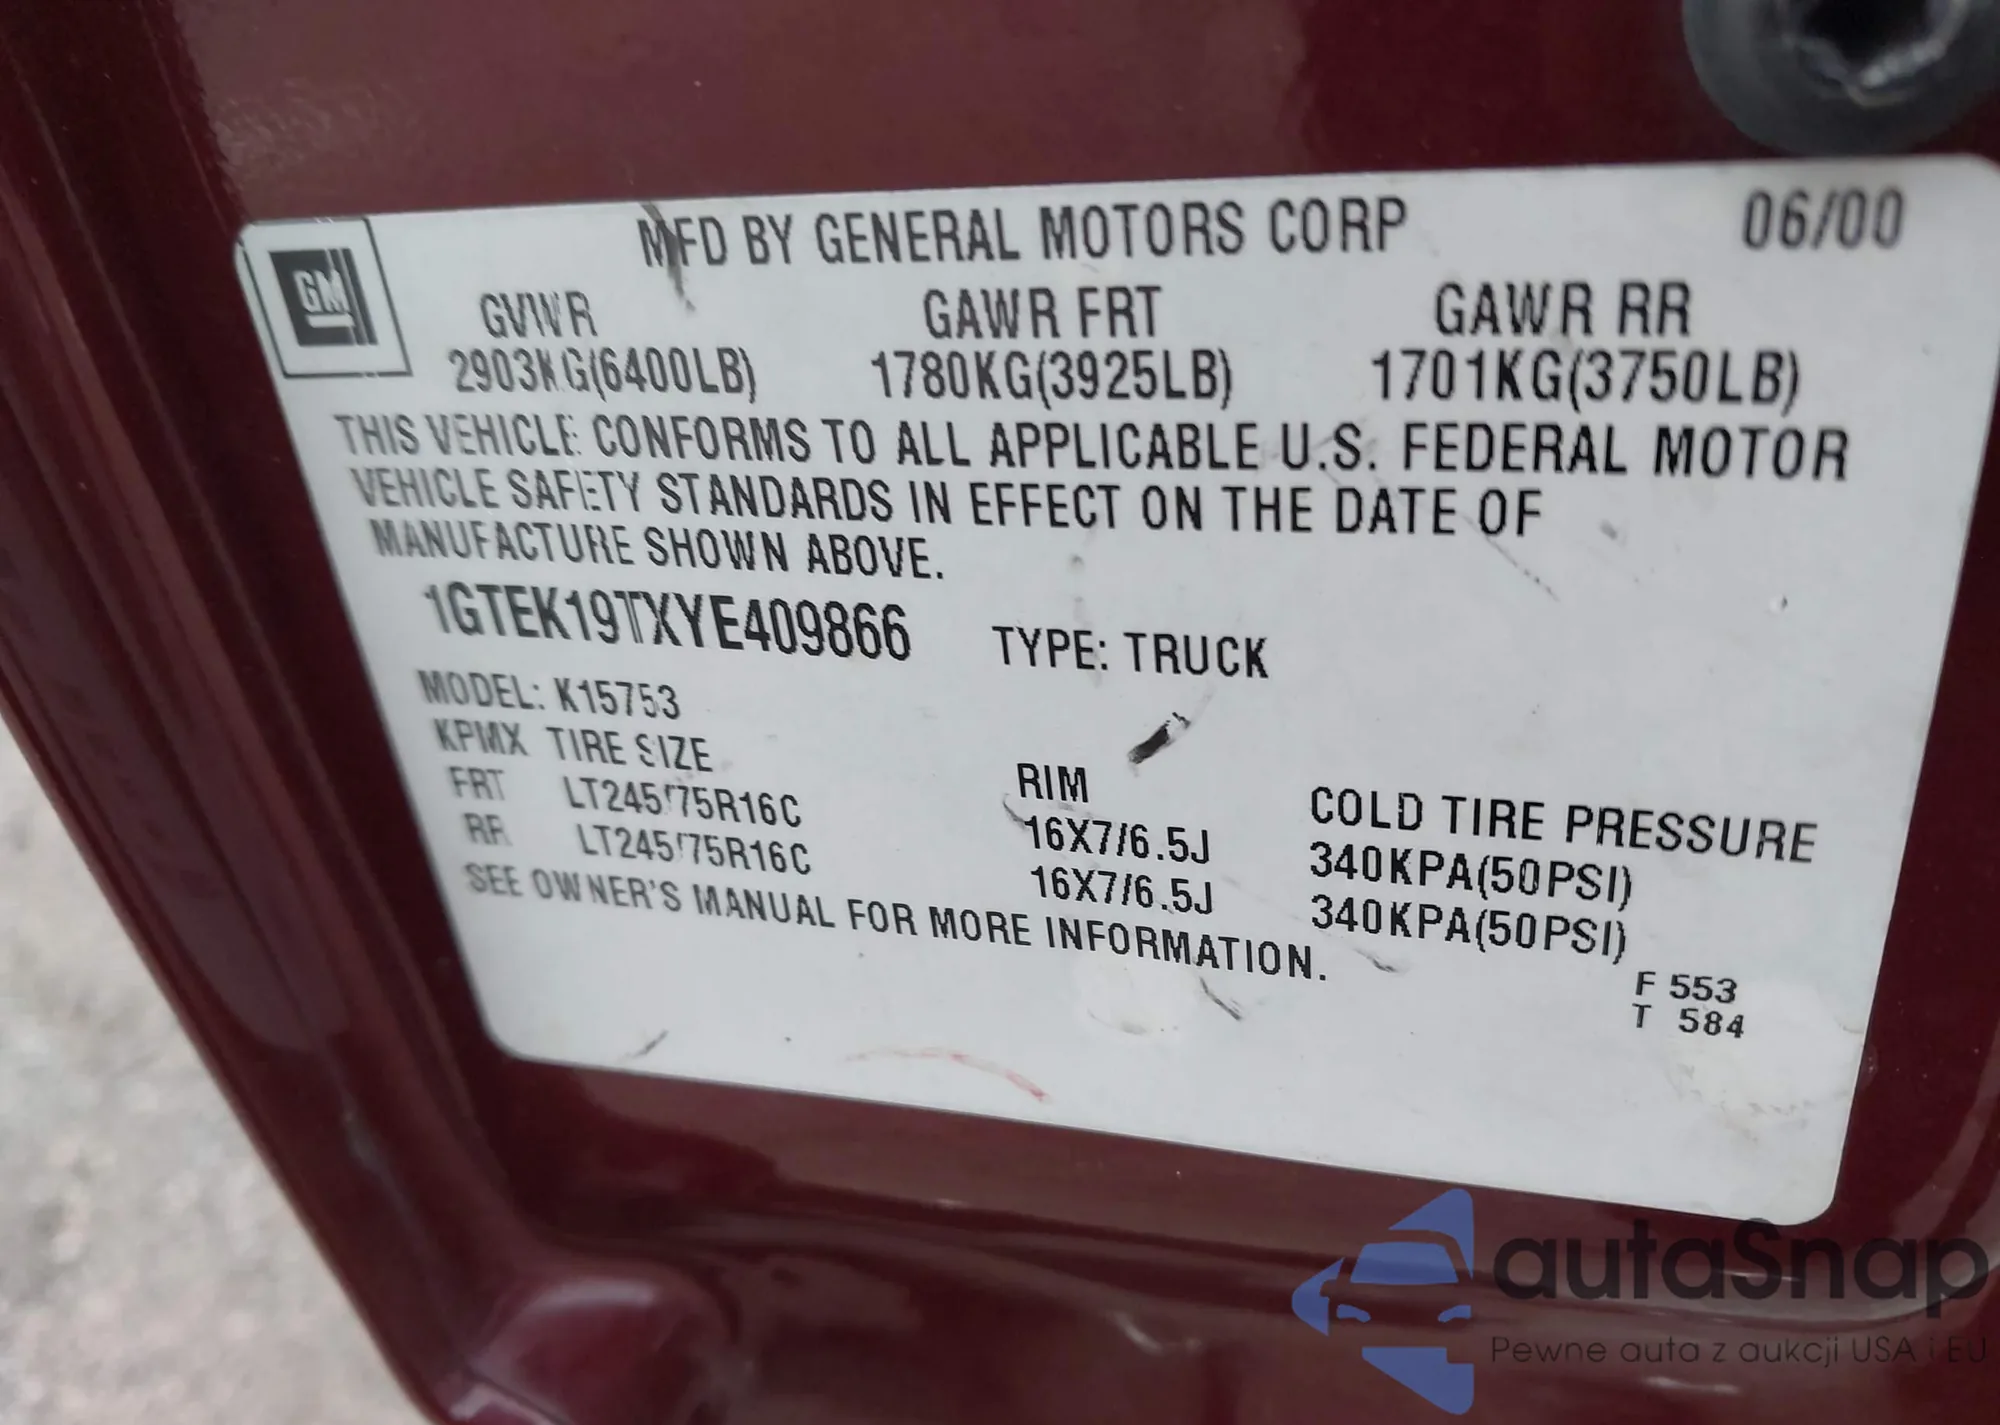 MFD BY GENERAL MOTORS CORP 06/00
GM
GVWR GAWR FRT GAWR RR
2903KG(6400LB) 1780KG(3925LB) 1701KG(3750LB)
THIS VEHICLE CONFORMS TO ALL APPLICABLE U.S. FEDERAL MOTOR
VEHICLE SAFETY STANDARDS IN EFFECT ON THE DATE OF
MANUFACTURE SHOWN ABOVE.
1GTEK19TXYE409866 TYPE: TRUCK
MODEL: K15753
KPMX TIRE SIZE RIM COLD TIRE PRESSURE
FRT LT245/75R16C 16X7/6.5J 340KPA(50PSI)
RR LT245/75R16C 16X7/6.5J 340KPA(50PSI)
SEE OWNER'S MANUAL FOR MORE INFORMATION.
F 553
T 584
autaSnap
Pewne auta z aukcji USA i EU